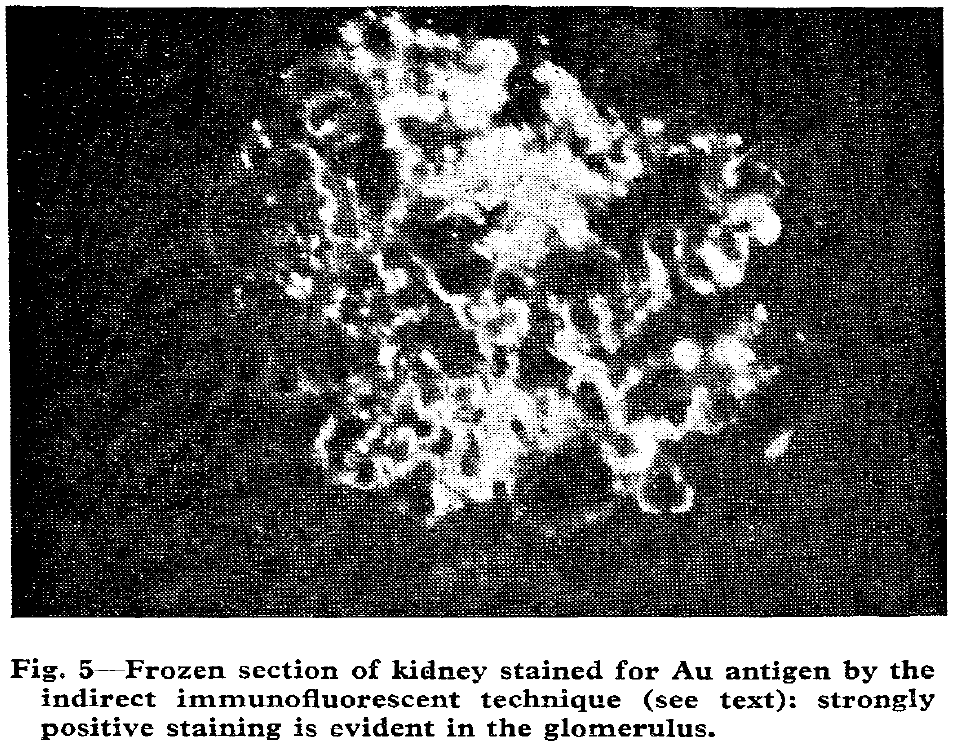 Fig. 5—Frozen section of kidney stained for Au antigen by the
indirect immunofluorescent technique (see text): strongly
positive staining is evident in the glomerulus.